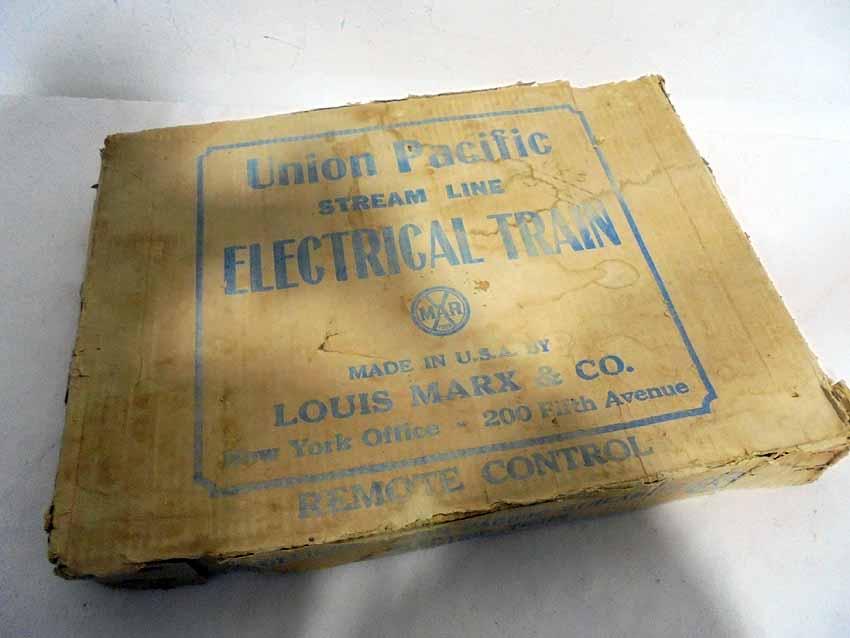 Union Pacific
STREAM LINE
ELECTRICAL TRAIN
MAR
MADE IN U.S.A. BY
LOUIS MARX & CO.
New York Office - 200 Fifth Avenue
REMOTE CONTROL